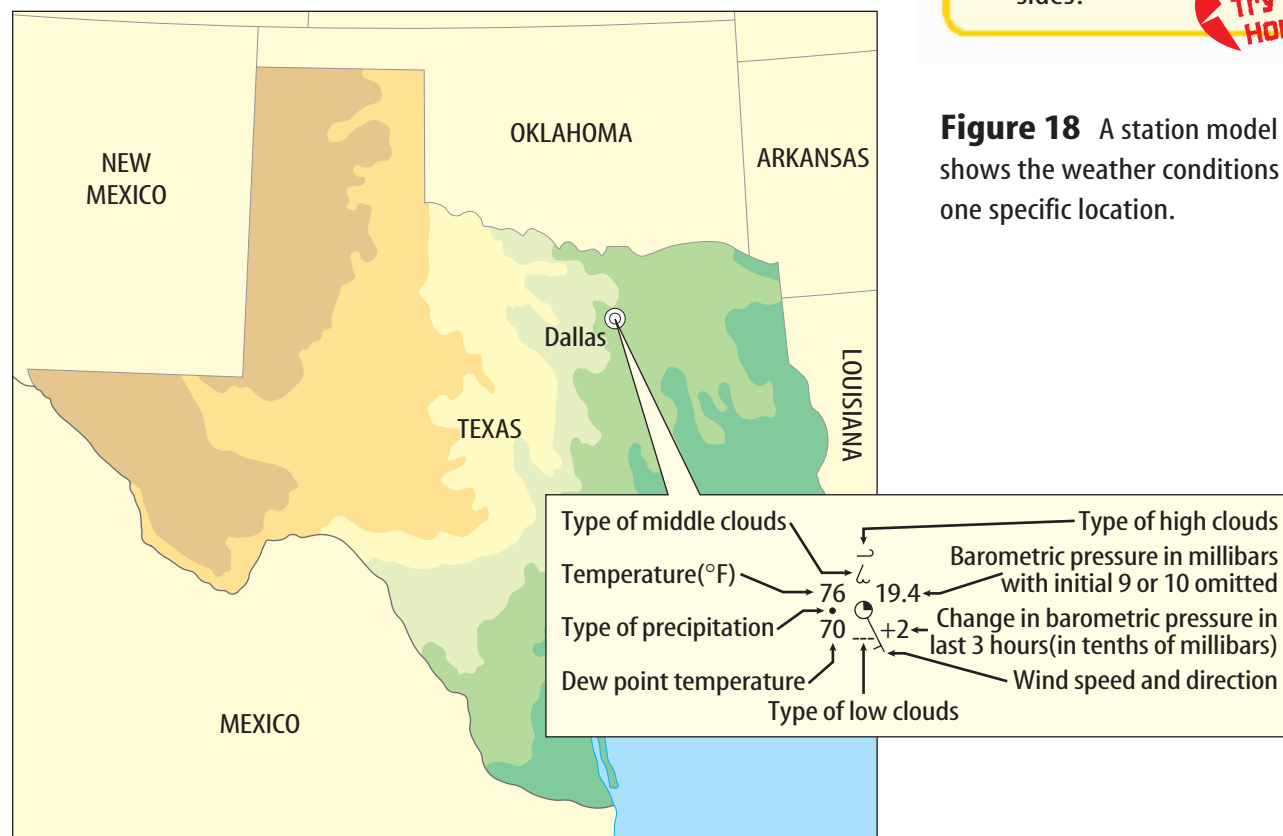 sides?
Figure 18 A station model
shows the weather conditions
one specific location.
NEW
MEXICO
OKLAHOMA
ARKANSAS
Dallas
TEXAS
LOUISIANA
MEXICO
Type of middle clouds
Type of high clouds
Temperature(°F)
Barometric pressure in millibars
with initial 9 or 10 omitted
76
19.4
Type of precipitation
Change in barometric pressure in
last 3 hours(in tenths of millibars)
70
+2
Dew point temperature
Wind speed and direction
Type of low clouds